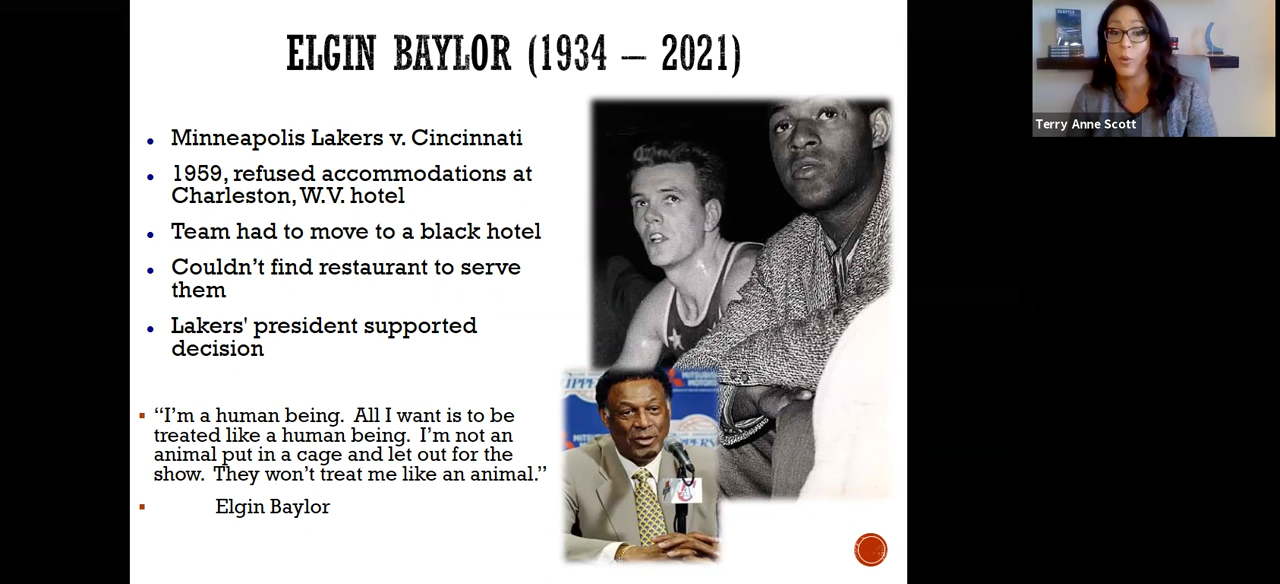 ELGIN BAYLOR (1934 – 2021)
Minneapolis Lakers v. Cincinnati
1959, refused accommodations at
Charleston, W.V. hotel
Team had to move to a black hotel
Couldn't find restaurant to serve
them
Lakers' president supported
decision
“I'm a human being. All I want is to be
treated like a human being. I'm not an
animal put in a cage and let out for the
show. They won't treat me like an animal.”
Elgin Baylor
Terry Anne Scott